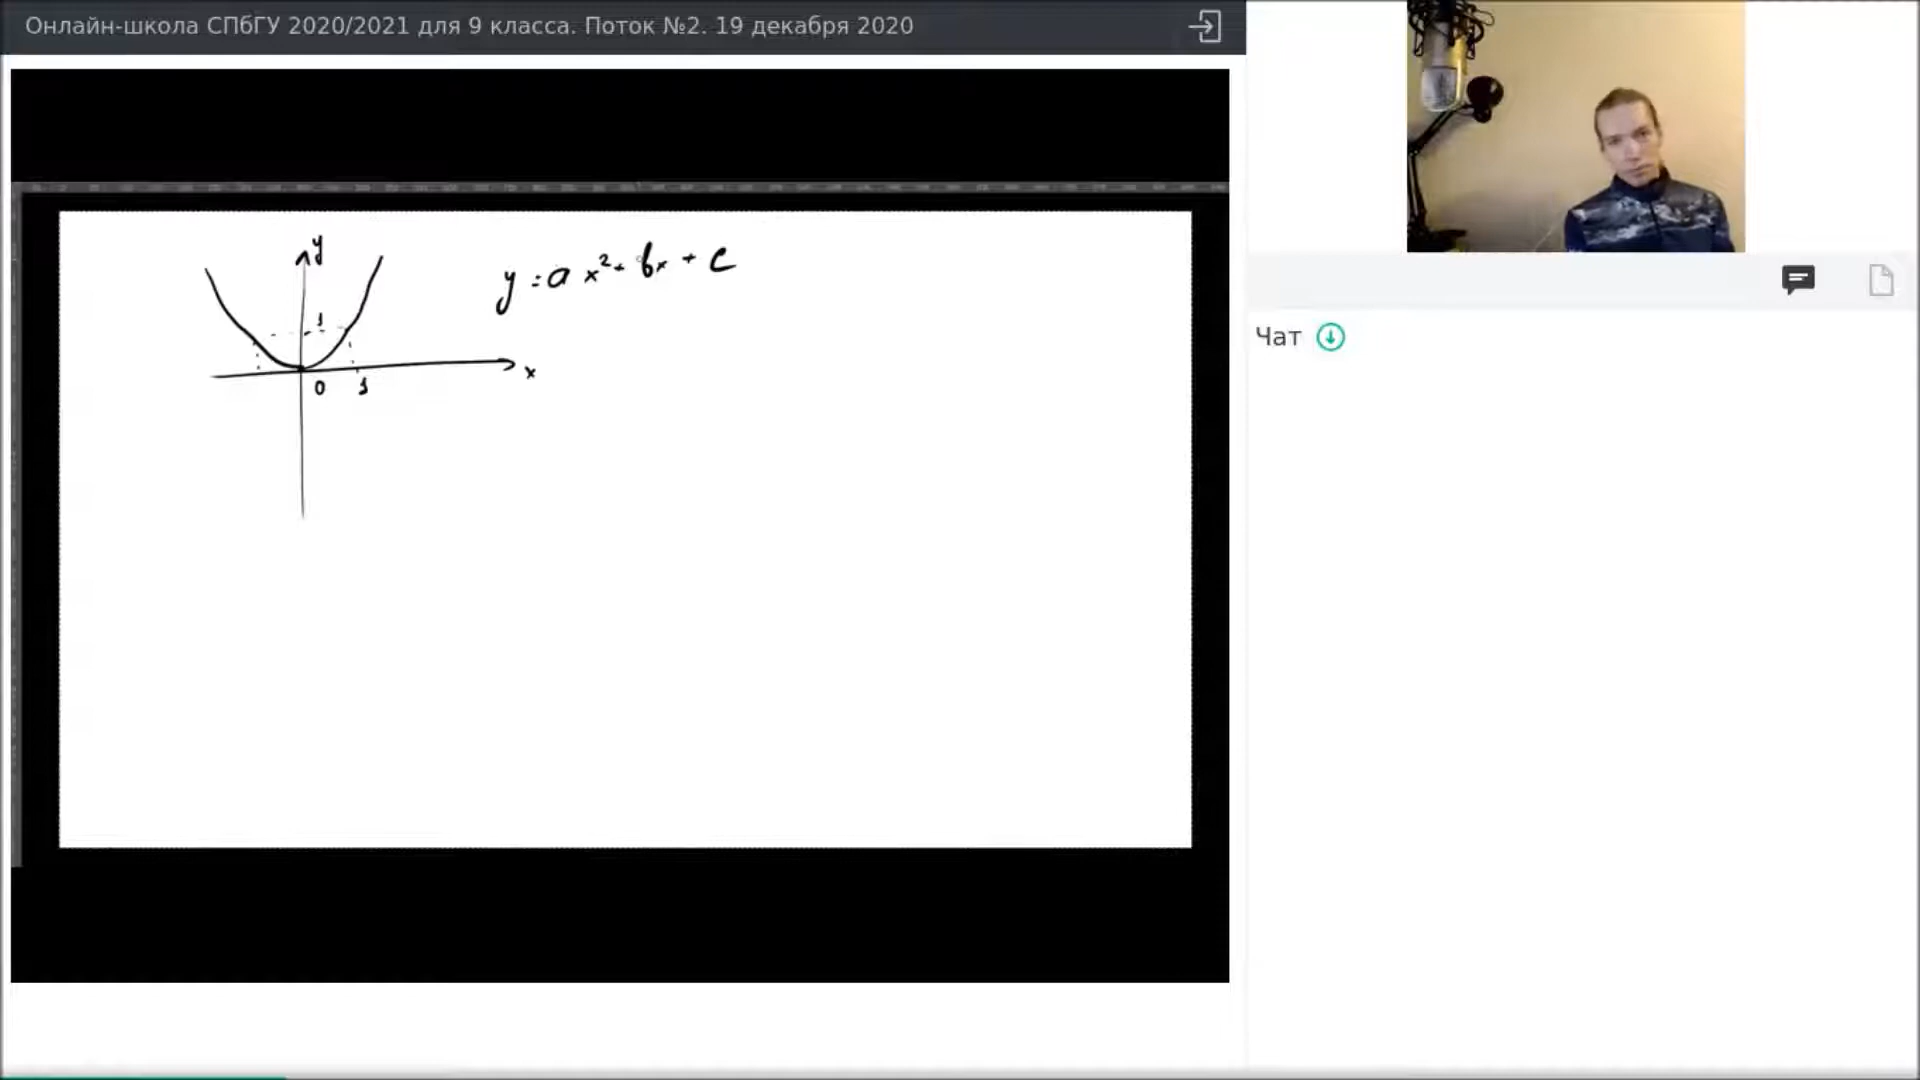 Онлайн-школа СПбГУ 2020/2021 для 9 класса. Поток №2. 19 декабря 2020
y
y = ax² + bx + c
1
x
0 1
Чат